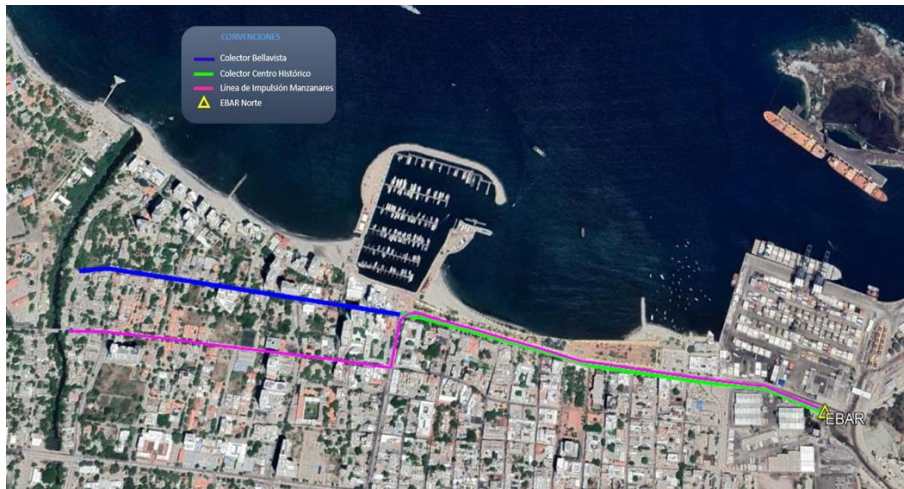 CONVENCIONES
Colector Bellavista
Colector Centro Histórico
Línea de Impulsión Manzanares
EBAR Norte
EBAR